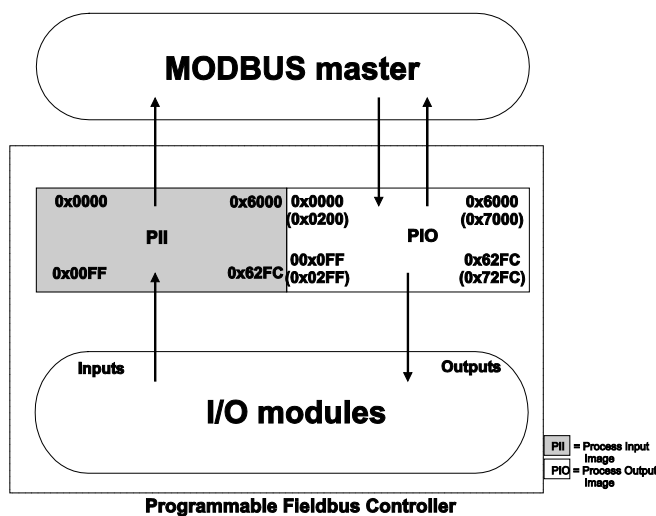 MODBUS master
0x0000 0x6000 0x0000 0x6000
(0x0200) (0x7000)
PII PIO
0x00FF 0x62FC 00x0FF 0x62FC
(0x02FF) (0x72FC)
Inputs Outputs
I/O modules
PII = Process Input
Image
PIO = Process Output
Image
Programmable Fieldbus Controller